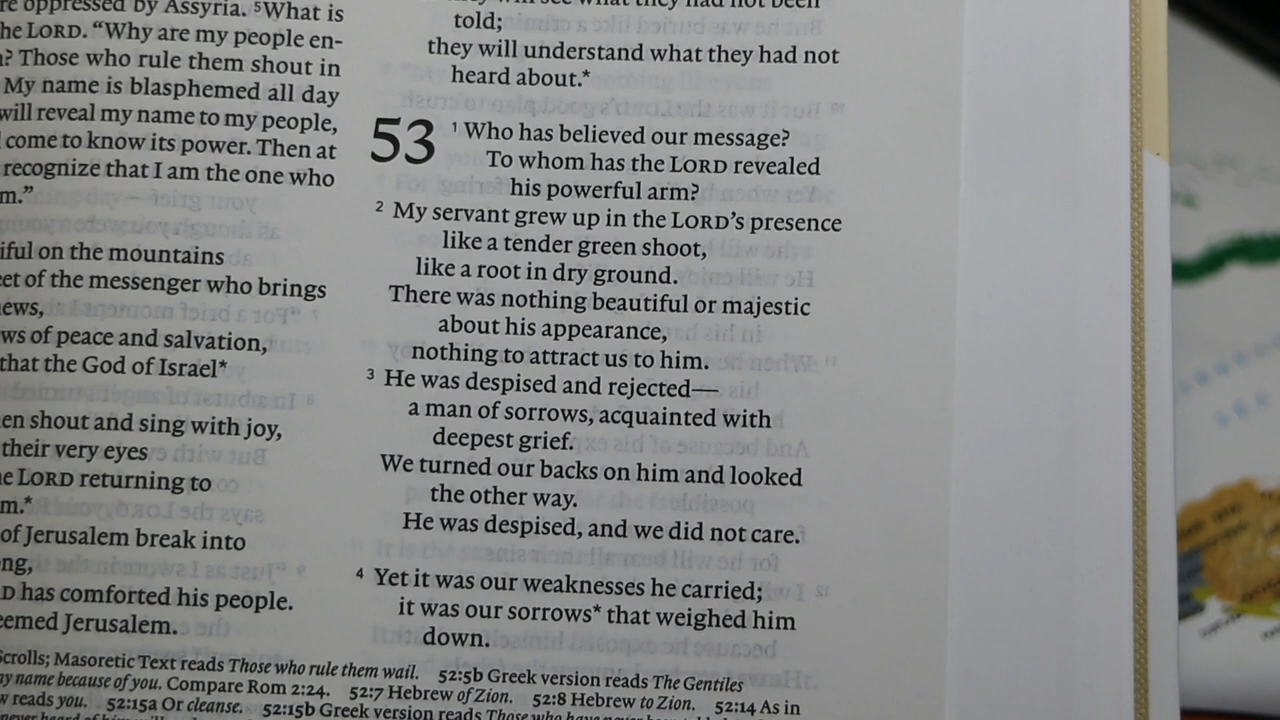 oppressed by Assyria. ⁵What is
the LORD. “Why are my people en-
? Those who rule them shout in
My name is blasphemed all day
will reveal my name to my people,
come to know its power. Then at
recognize that I am the one who
m.”
iful on the mountains
eet of the messenger who brings
ews,
ws of peace and salvation,
that the God of Israel*
en shout and sing with joy,
their very eyes
LORD returning to
m.*
of Jerusalem break into
ng,
D has comforted his people.
eemed Jerusalem.
see what they had not been
told;
they will understand what they had not
heard about.*
53 ¹ Who has believed our message?
To whom has the LORD revealed
his powerful arm?
² My servant grew up in the LORD’s presence
like a tender green shoot,
like a root in dry ground.
There was nothing beautiful or majestic
about his appearance,
nothing to attract us to him.
³ He was despised and rejected—
a man of sorrows, acquainted with
deepest grief.
We turned our backs on him and looked
the other way.
He was despised, and we did not care.
⁴ Yet it was our weaknesses he carried;
it was our sorrows* that weighed him
down.
Scrolls; Masoretic Text reads Those who rule them wail. 52:5b Greek version reads The Gentiles
my name because of you. Compare Rom 2:24. 52:7 Hebrew of Zion. 52:8 Hebrew to Zion. 52:14 As in
w reads you. 52:15a Or cleanse. 52:15b Greek version reads Those who have never